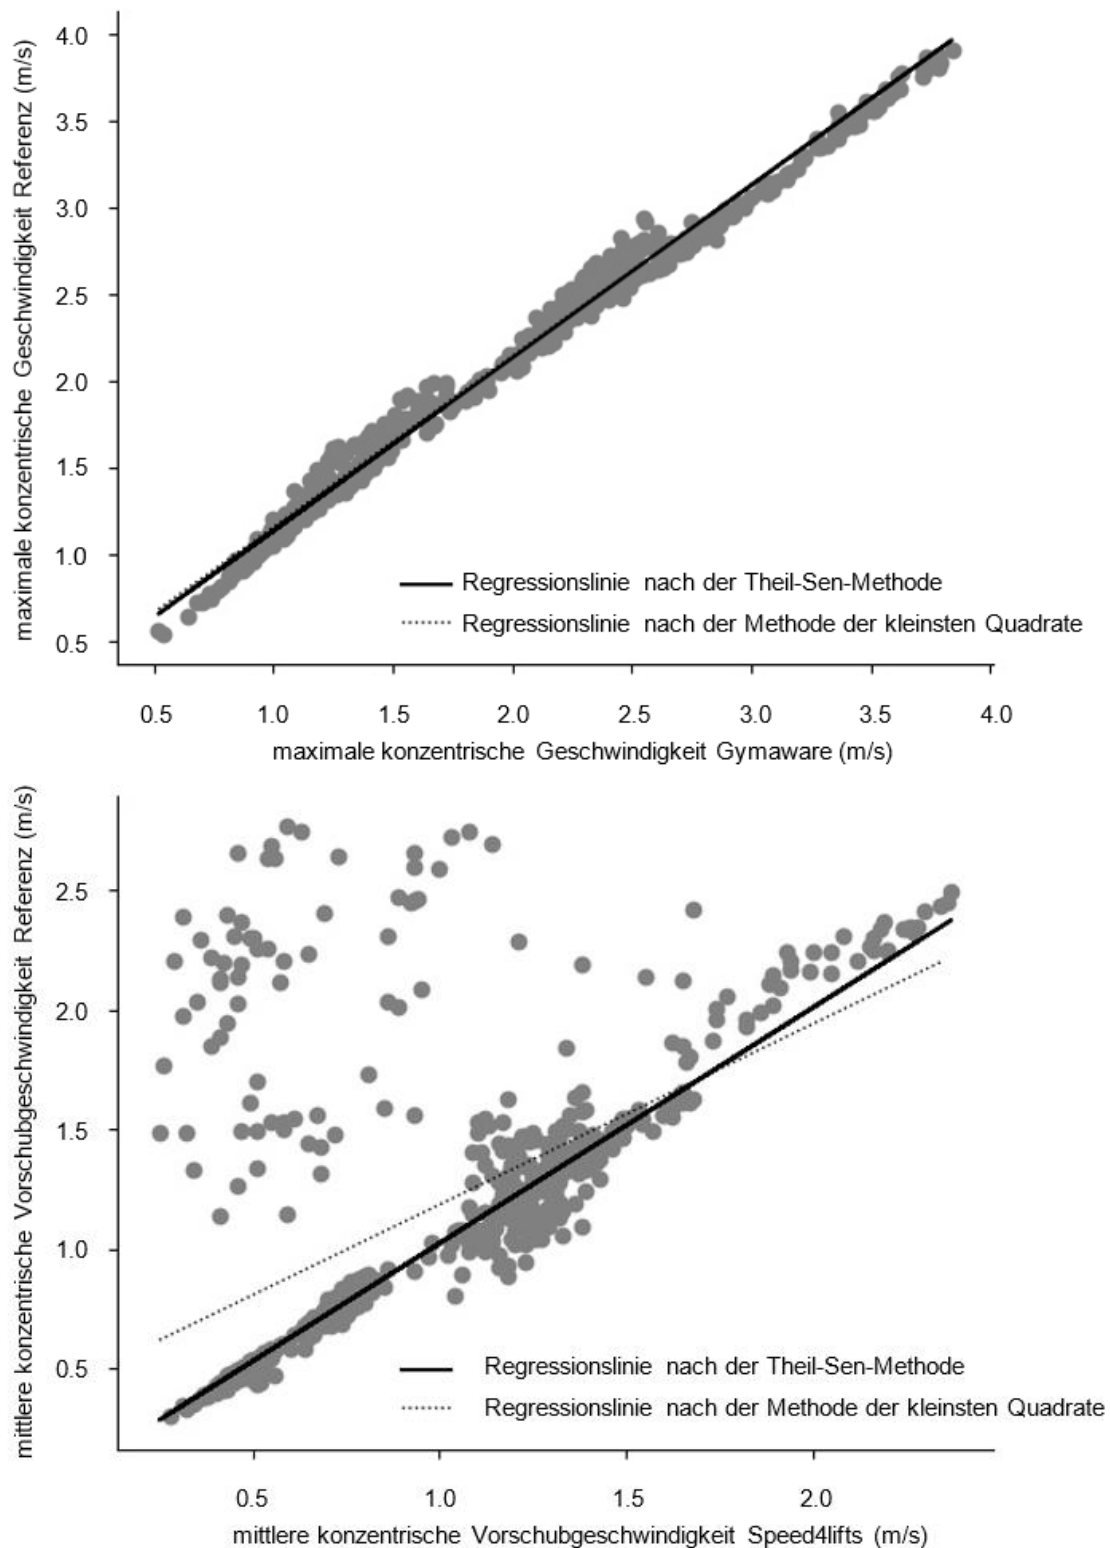 maximale konzentrische Geschwindigkeit Referenz (m/s)
4.0
3.5
3.0
2.5
2.0
1.5
1.0
0.5
Regressionslinie nach der Theil-Sen-Methode
Regressionslinie nach der Methode der kleinsten Quadrate
0.5 1.0 1.5 2.0 2.5 3.0 3.5 4.0
maximale konzentrische Geschwindigkeit Gymaware (m/s)
mittlere konzentrische Vorschubgeschwindigkeit Referenz (m/s)
2.5
2.0
1.5
1.0
0.5
Regressionslinie nach der Theil-Sen-Methode
Regressionslinie nach der Methode der kleinsten Quadrate
0.5 1.0 1.5 2.0
mittlere konzentrische Vorschubgeschwindigkeit Speed4lifts (m/s)